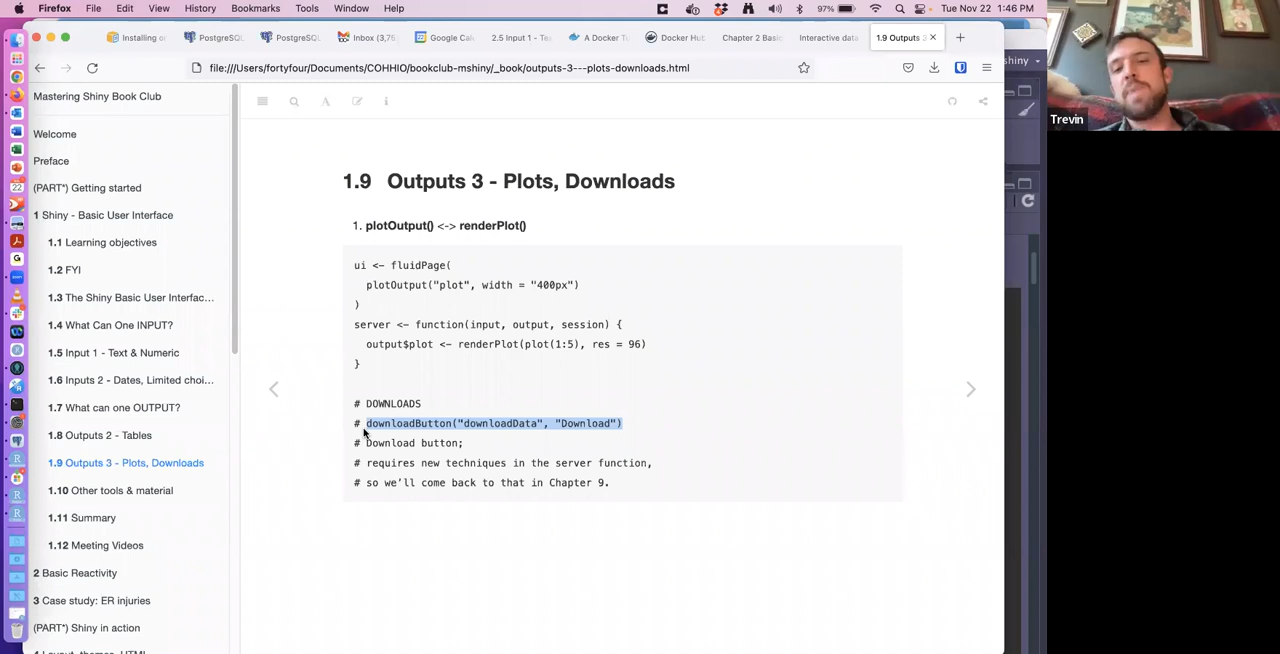 Firefox File Edit View History Bookmarks Tools Window Help
97% Tue Nov 22 1:46 PM
Installing
PostgreSQL
PostgreSQL
Inbox (3,76
Google Cal
2.5 Input 1 - Te
A Docker T
Docker Hub
Chapter 2 Basic
Interactive data
1.9 Outputs 3
file:///Users/fortyfour/Documents/COHHIO/bookclub-mshiny/_book/outputs-3---plots-downloads.html
shiny
Trevin
Mastering Shiny Book Club
Welcome
Preface
(PART*) Getting started
1 Shiny - Basic User Interface
1.1 Learning objectives
1.2 FYI
1.3 The Shiny Basic User Interfac...
1.4 What Can One INPUT?
1.5 Input 1 - Text & Numeric
1.6 Inputs 2 - Dates, Limited choi...
1.7 What can one OUTPUT?
1.8 Outputs 2 - Tables
1.9 Outputs 3 - Plots, Downloads
1.10 Other tools & material
1.11 Summary
1.12 Meeting Videos
2 Basic Reactivity
3 Case study: ER injuries
(PART*) Shiny in action
4 Layout, themes, HTML
1.9 Outputs 3 - Plots, Downloads
1. plotOutput() <-> renderPlot()
ui <- fluidPage(
plotOutput("plot", width = "400px")
)
server <- function(input, output, session) {
output$plot <- renderPlot(plot(1:5), res = 96)
}
# DOWNLOADS
# downloadButton("downloadData", "Download")
# Download button;
# requires new techniques in the server function,
# so we'll come back to that in Chapter 9.